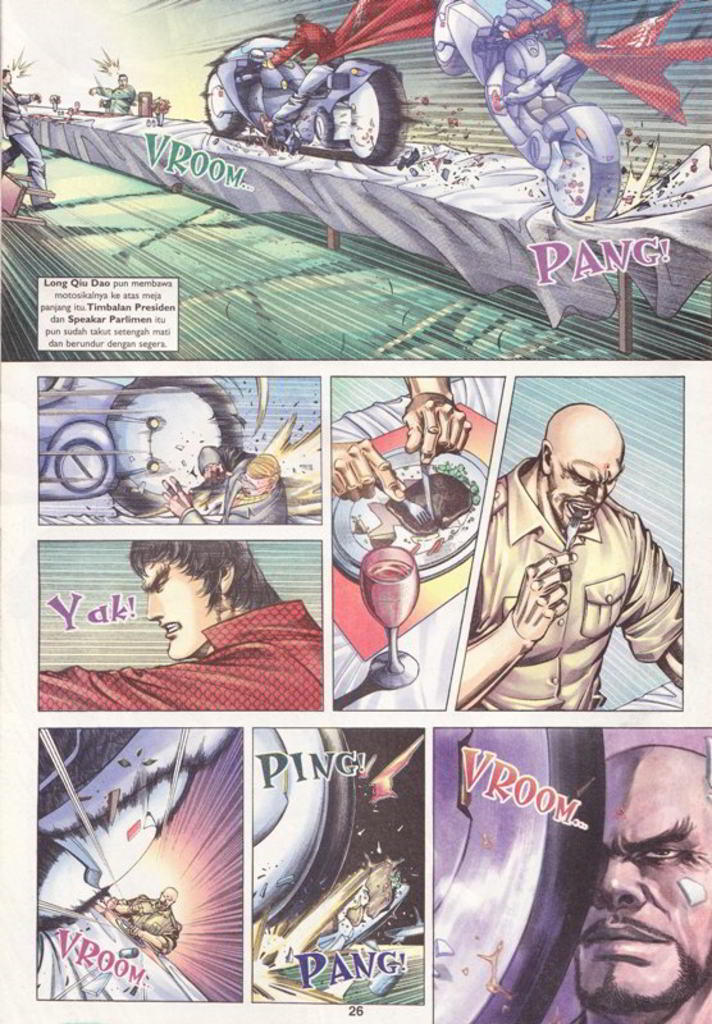 VROOM...
PANG!
Long Qiu Dao pun membawa
motosikalnya ke atas meja
panjang itu.Timbalan Presiden
dan Speakar Parlimen itu
pun sudah takut setengah mati
dan berundur dengan segera.
Yak!
VROOM...
PING!
PANG!
VROOM...
26